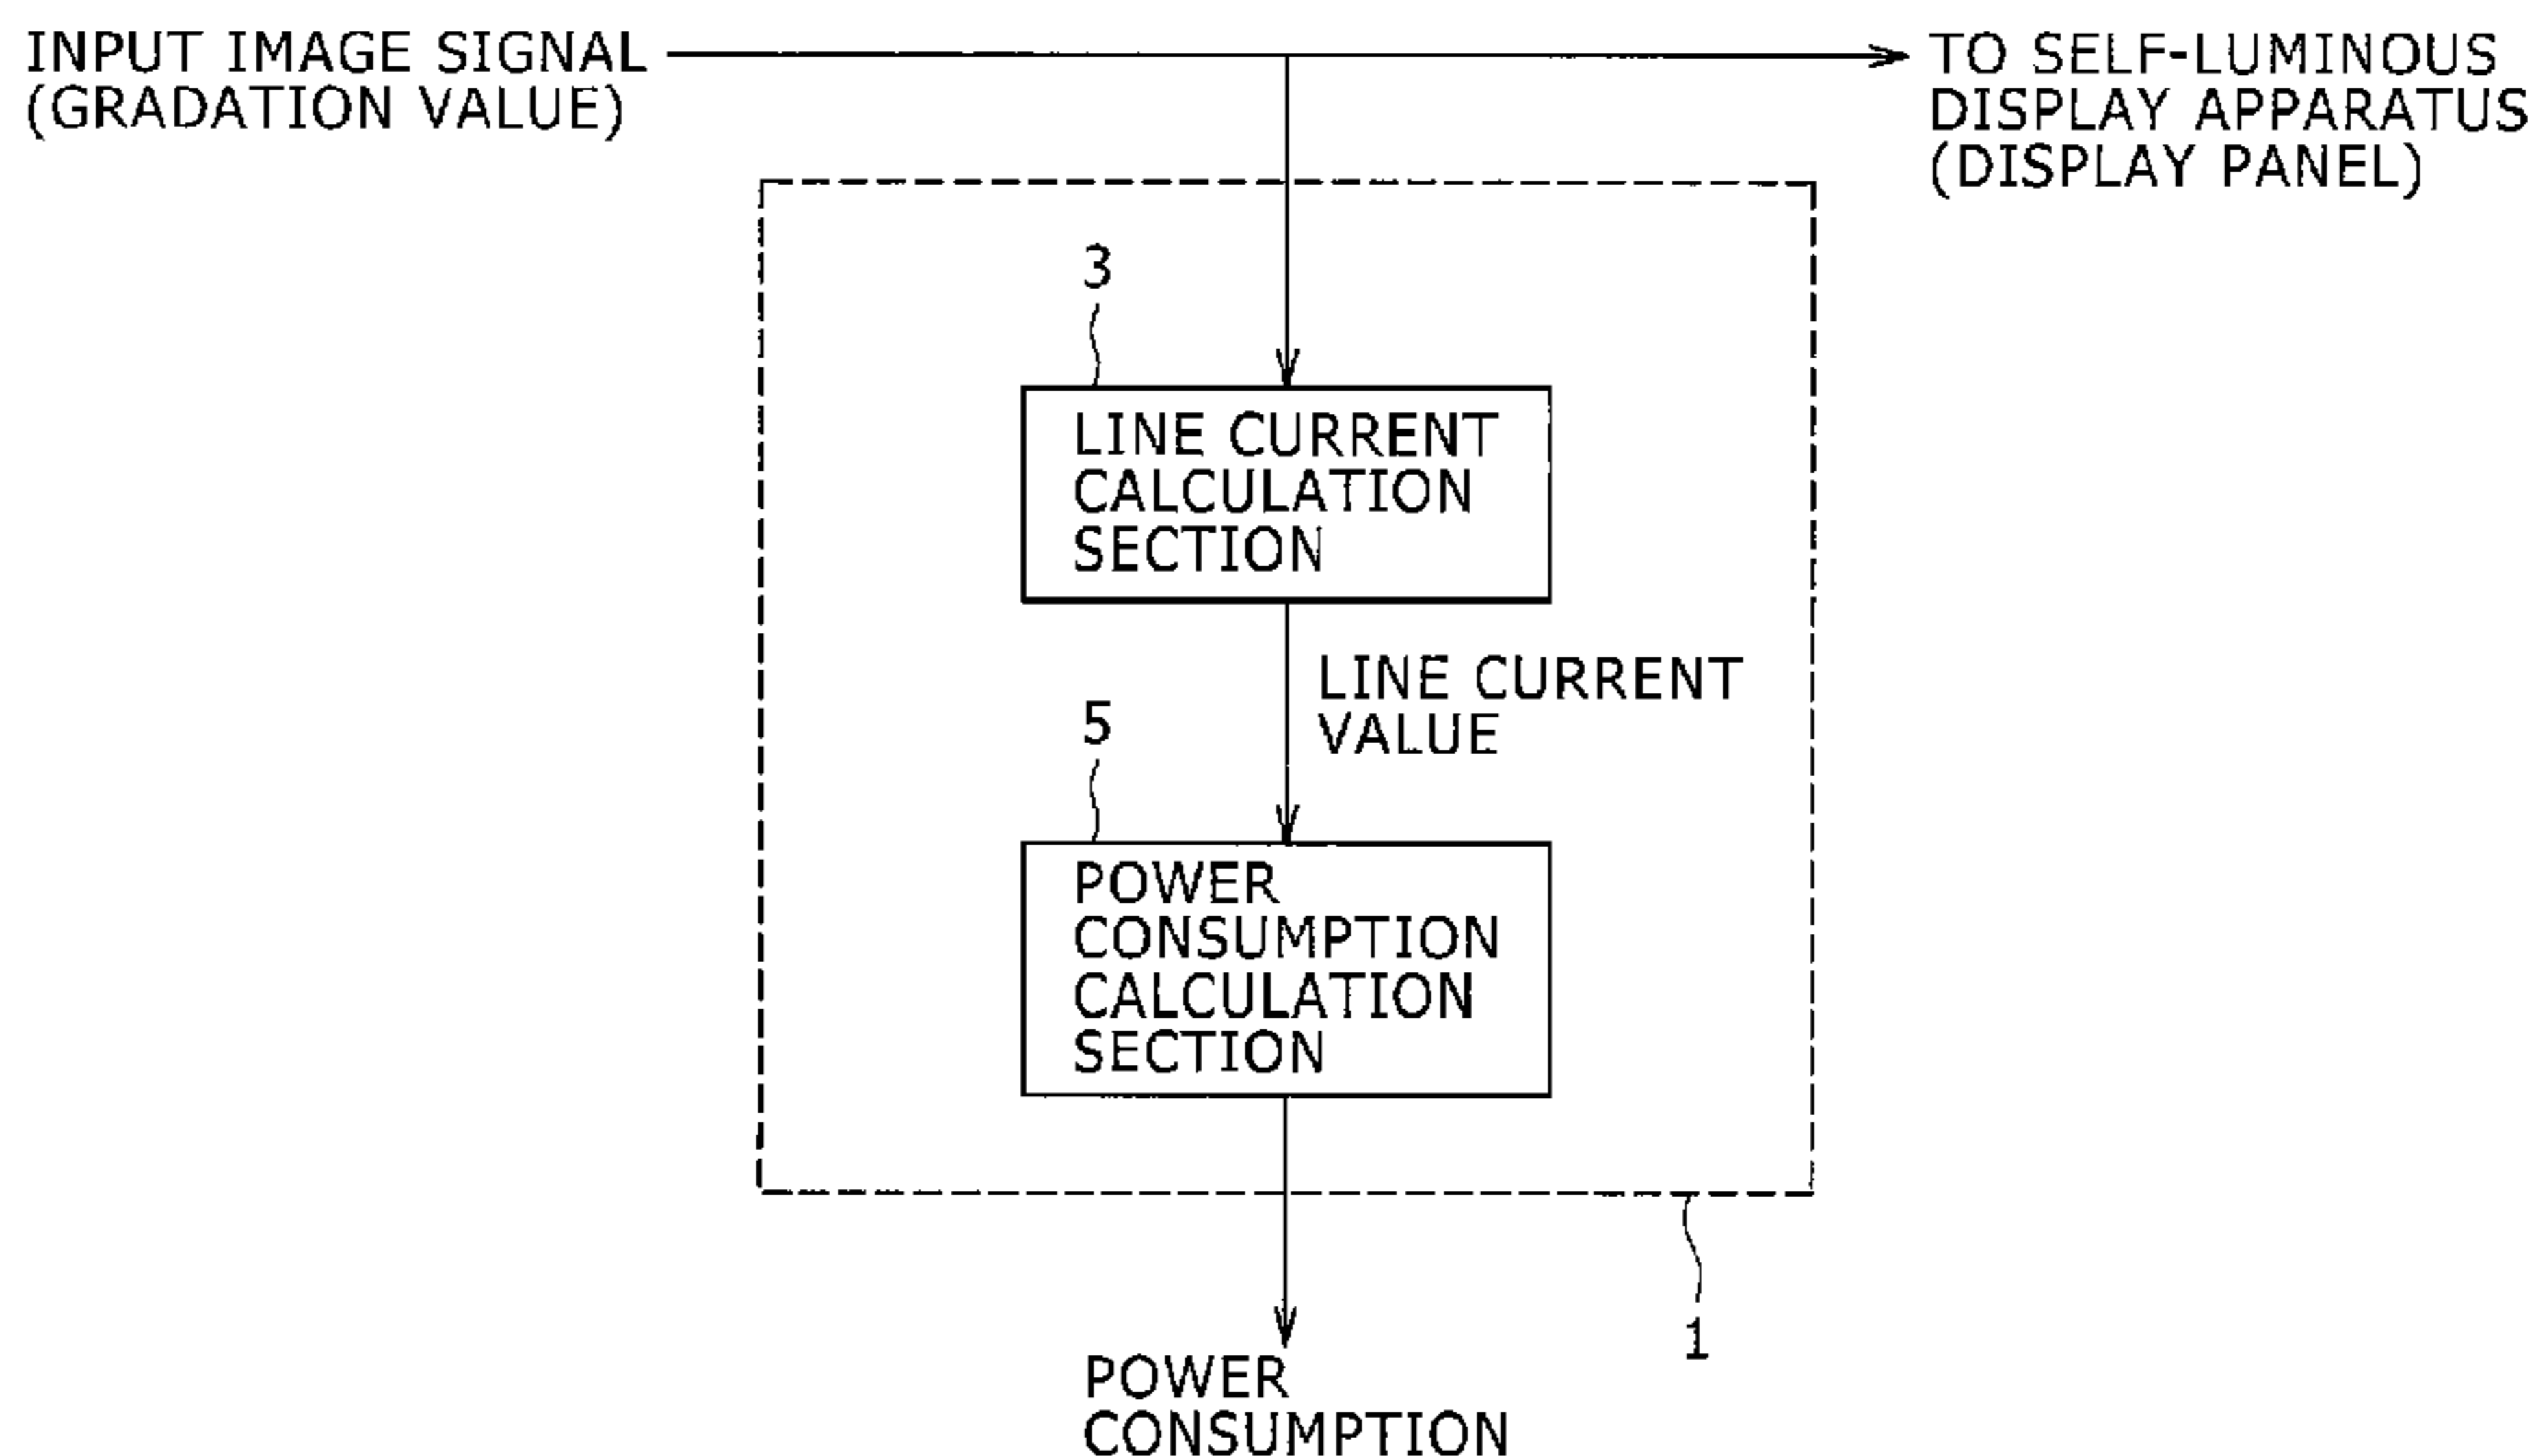 INPUT IMAGE SIGNAL
(GRADATION VALUE)
TO SELF-LUMINOUS
DISPLAY APPARATUS
(DISPLAY PANEL)
3
LINE CURRENT
CALCULATION
SECTION
LINE CURRENT
VALUE
5
POWER
CONSUMPTION
CALCULATION
SECTION
1
POWER
CONSUMPTION